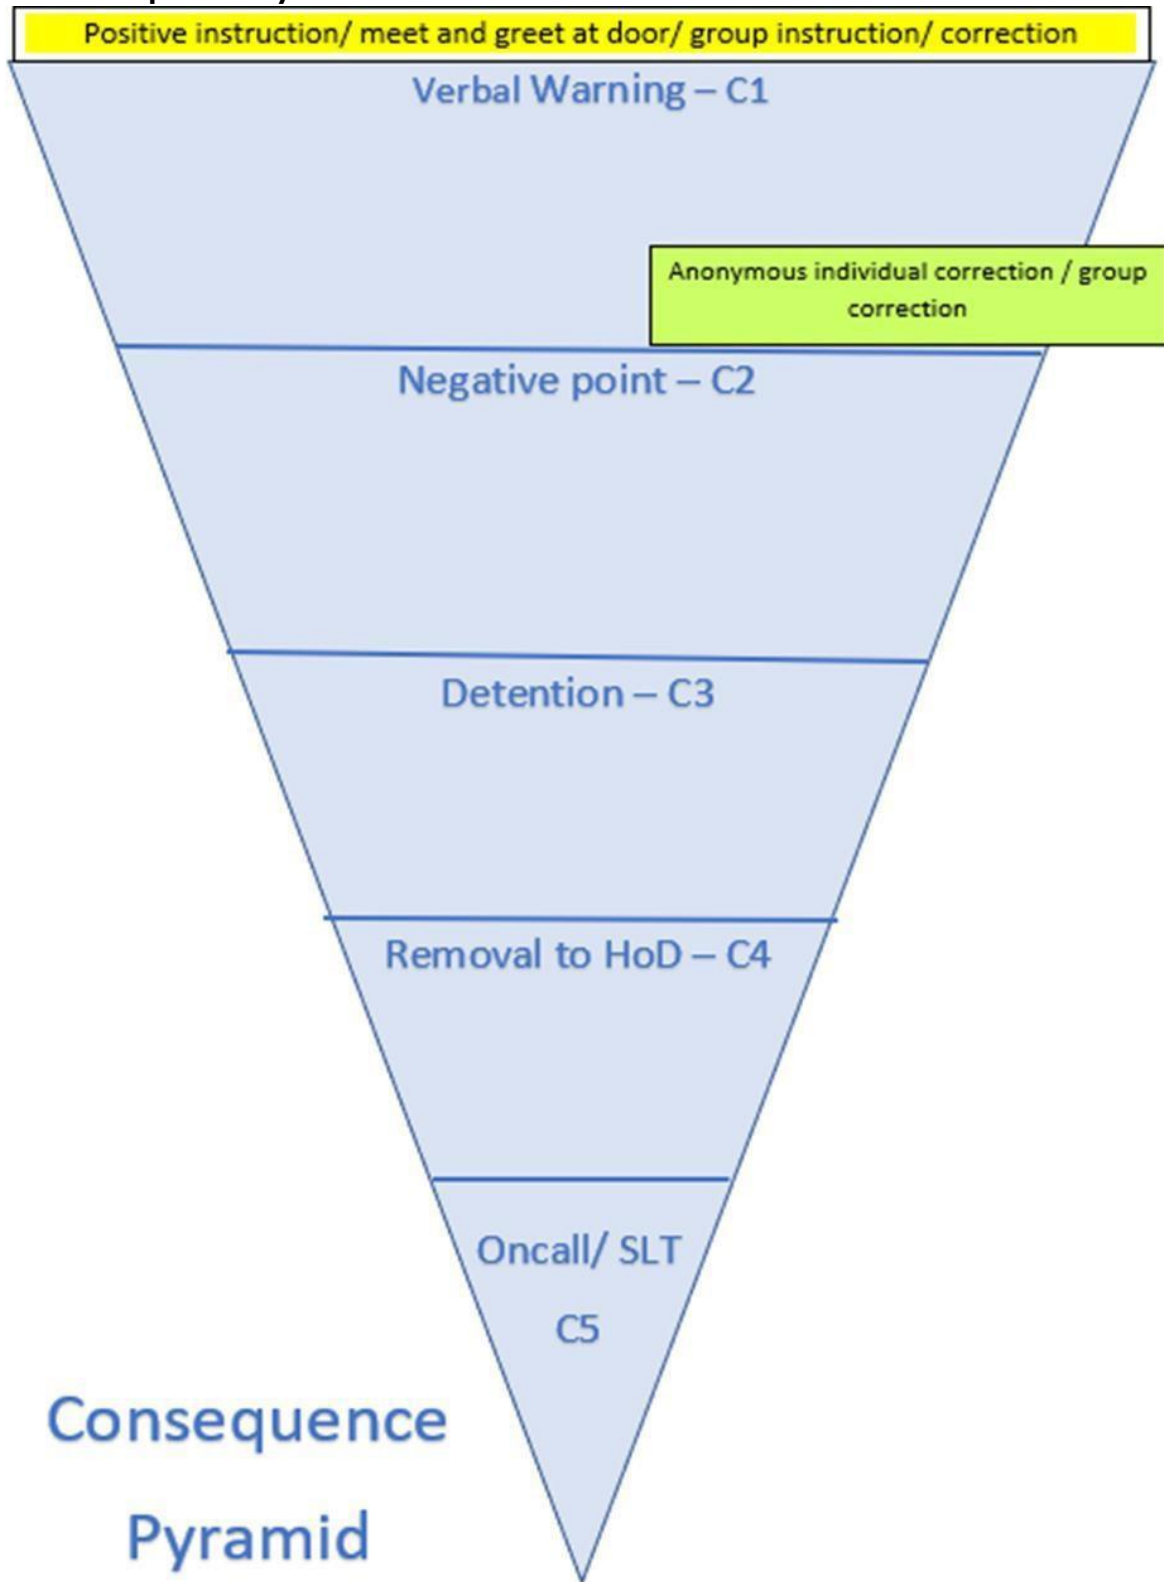 Positive instruction/ meet and greet at door/ group instruction/ correction
Verbal Warning – C1
Anonymous individual correction / group
correction
Negative point – C2
Detention – C3
Removal to HoD – C4
Oncall/ SLT
C5
Consequence
Pyramid